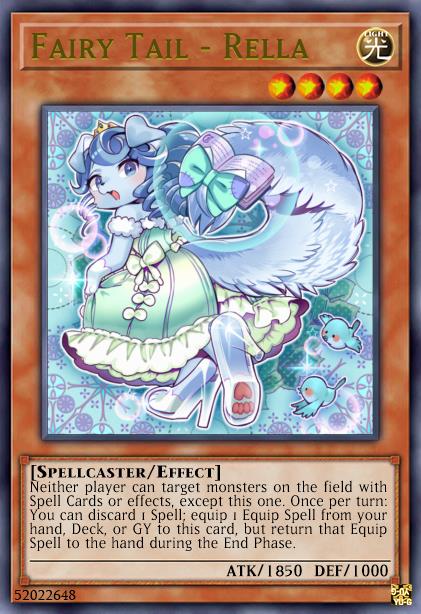 Fairy Tail - Rella
LIGHT
光
[Spellcaster/Effect]
Neither player can target monsters on the field with
Spell Cards or effects, except this one. Once per turn:
You can discard 1 Spell; equip 1 Equip Spell from your
hand, Deck, or GY to this card, but return that Equip
Spell to the hand during the End Phase.
ATK/1850 DEF/1000
52022648